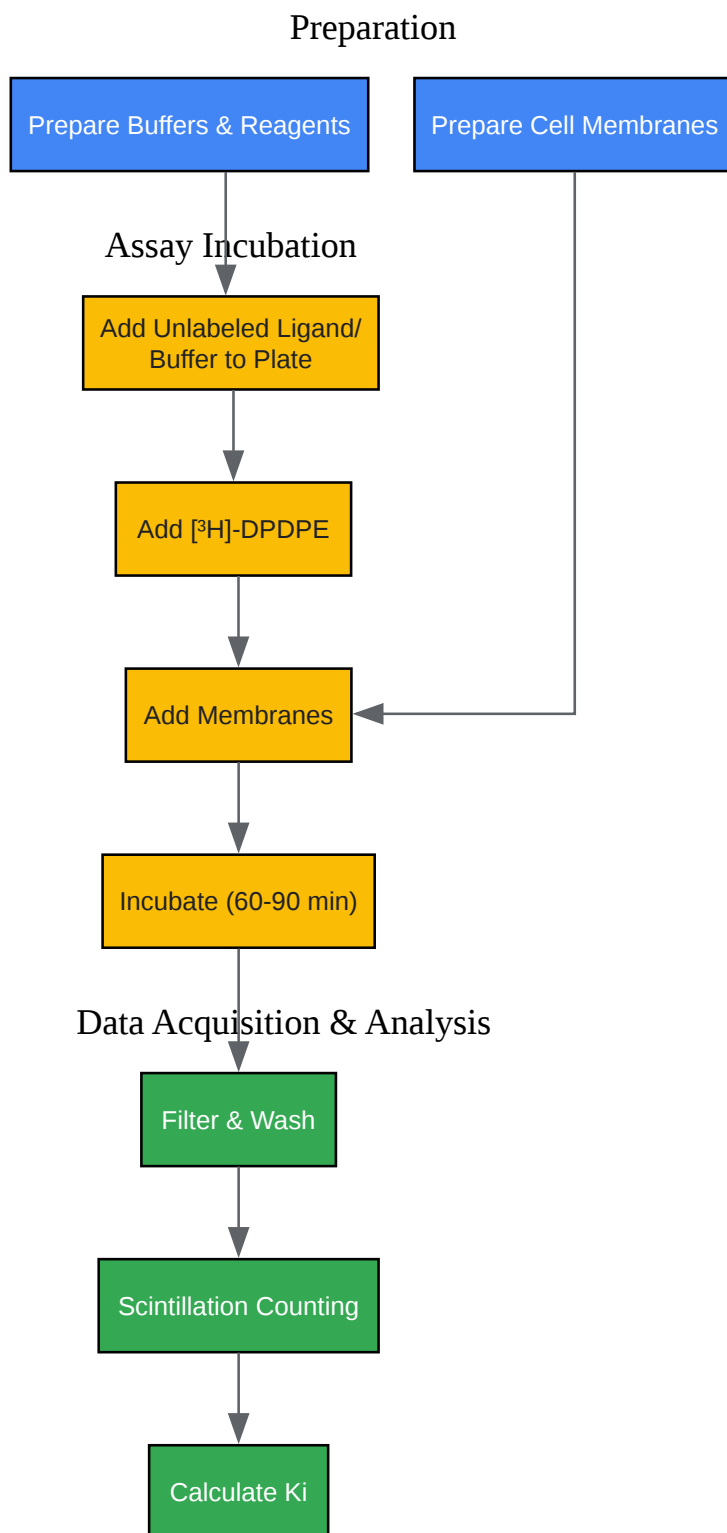 Preparation
Prepare Buffers & Reagents
Prepare Cell Membranes
Assay Incubation
Add Unlabeled Ligand/
Buffer to Plate
Add [³H]-DPDPE
Add Membranes
Incubate (60-90 min)
Data Acquisition & Analysis
Filter & Wash
Scintillation Counting
Calculate Ki